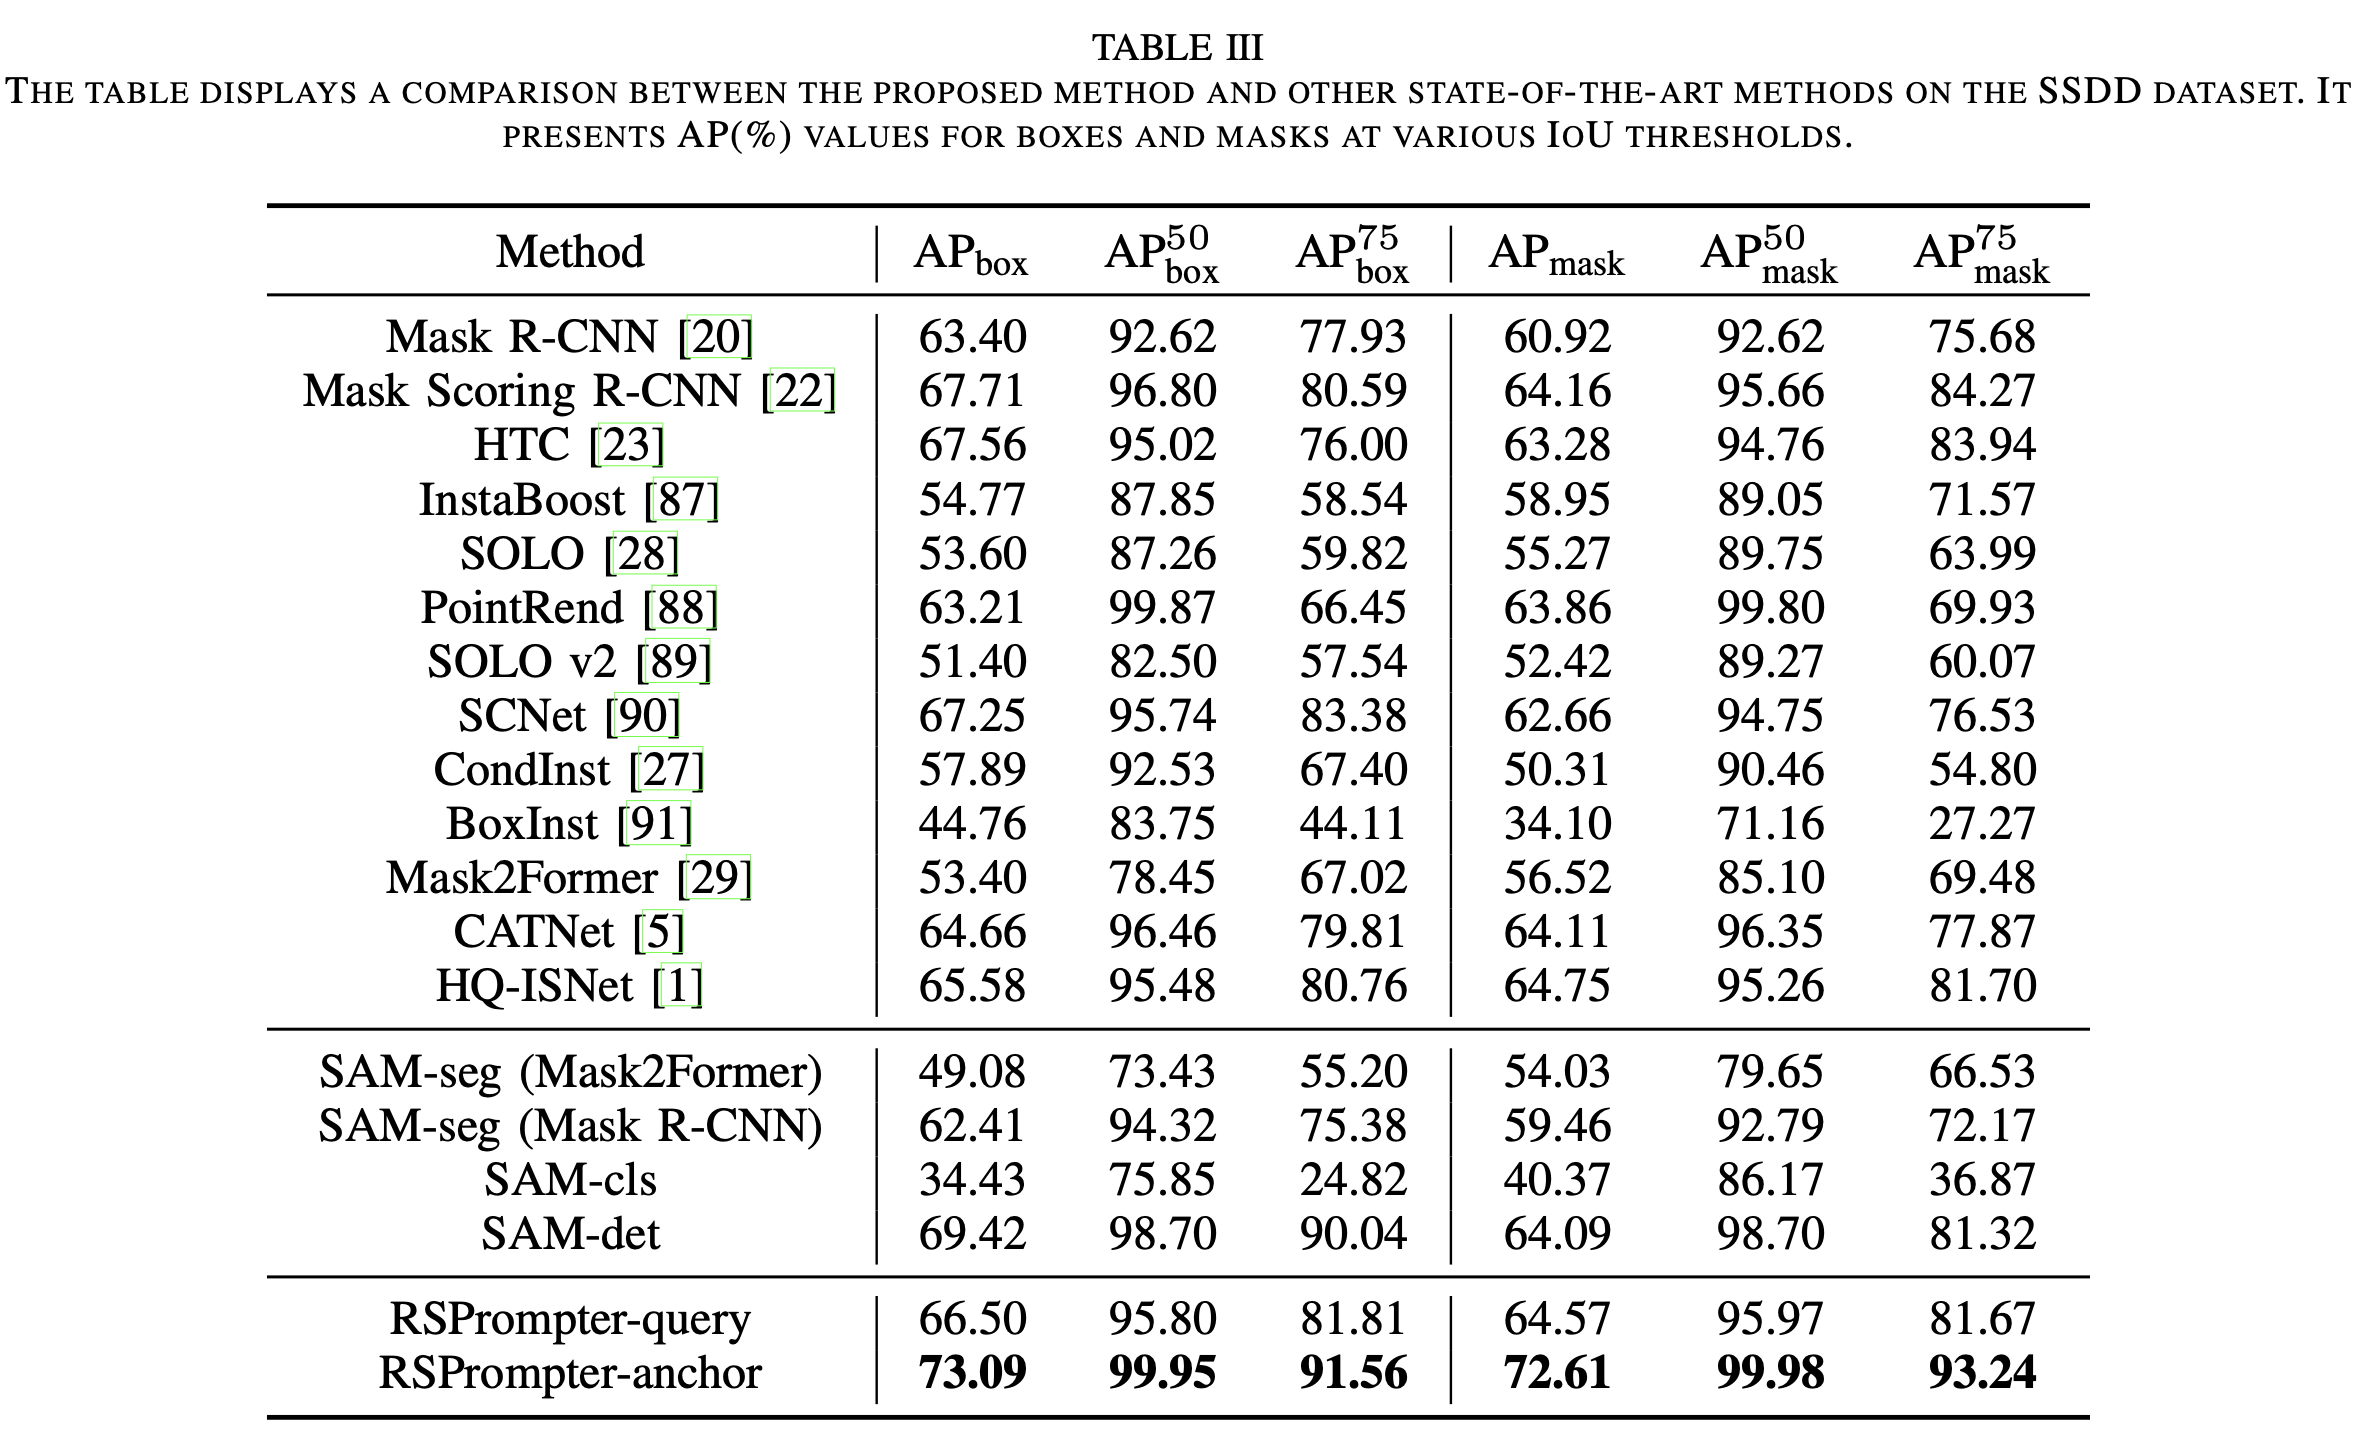 TABLE III
THE TABLE DISPLAYS A COMPARISON BETWEEN THE PROPOSED METHOD AND OTHER STATE-OF-THE-ART METHODS ON THE SSDD DATASET. IT
PRESENTS AP(%) VALUES FOR BOXES AND MASKS AT VARIOUS IOU THRESHOLDS.
Method AP_box AP^50_box AP^75_box AP_mask AP^50_mask AP^75_mask
Mask R-CNN [20] 63.40 92.62 77.93 60.92 92.62 75.68
Mask Scoring R-CNN [22] 67.71 96.80 80.59 64.16 95.66 84.27
HTC [23] 67.56 95.02 76.00 63.28 94.76 83.94
InstaBoost [87] 54.77 87.85 58.54 58.95 89.05 71.57
SOLO [28] 53.60 87.26 59.82 55.27 89.75 63.99
PointRend [88] 63.21 99.87 66.45 63.86 99.80 69.93
SOLO v2 [89] 51.40 82.50 57.54 52.42 89.27 60.07
SCNet [90] 67.25 95.74 83.38 62.66 94.75 76.53
CondInst [27] 57.89 92.53 67.40 50.31 90.46 54.80
BoxInst [91] 44.76 83.75 44.11 34.10 71.16 27.27
Mask2Former [29] 53.40 78.45 67.02 56.52 85.10 69.48
CATNet [5] 64.66 96.46 79.81 64.11 96.35 77.87
HQ-ISNet [1] 65.58 95.48 80.76 64.75 95.26 81.70
SAM-seg (Mask2Former) 49.08 73.43 55.20 54.03 79.65 66.53
SAM-seg (Mask R-CNN) 62.41 94.32 75.38 59.46 92.79 72.17
SAM-cls 34.43 75.85 24.82 40.37 86.17 36.87
SAM-det 69.42 98.70 90.04 64.09 98.70 81.32
RSPrompter-query 66.50 95.80 81.81 64.57 95.97 81.67
RSPrompter-anchor 73.09 99.95 91.56 72.61 99.98 93.24